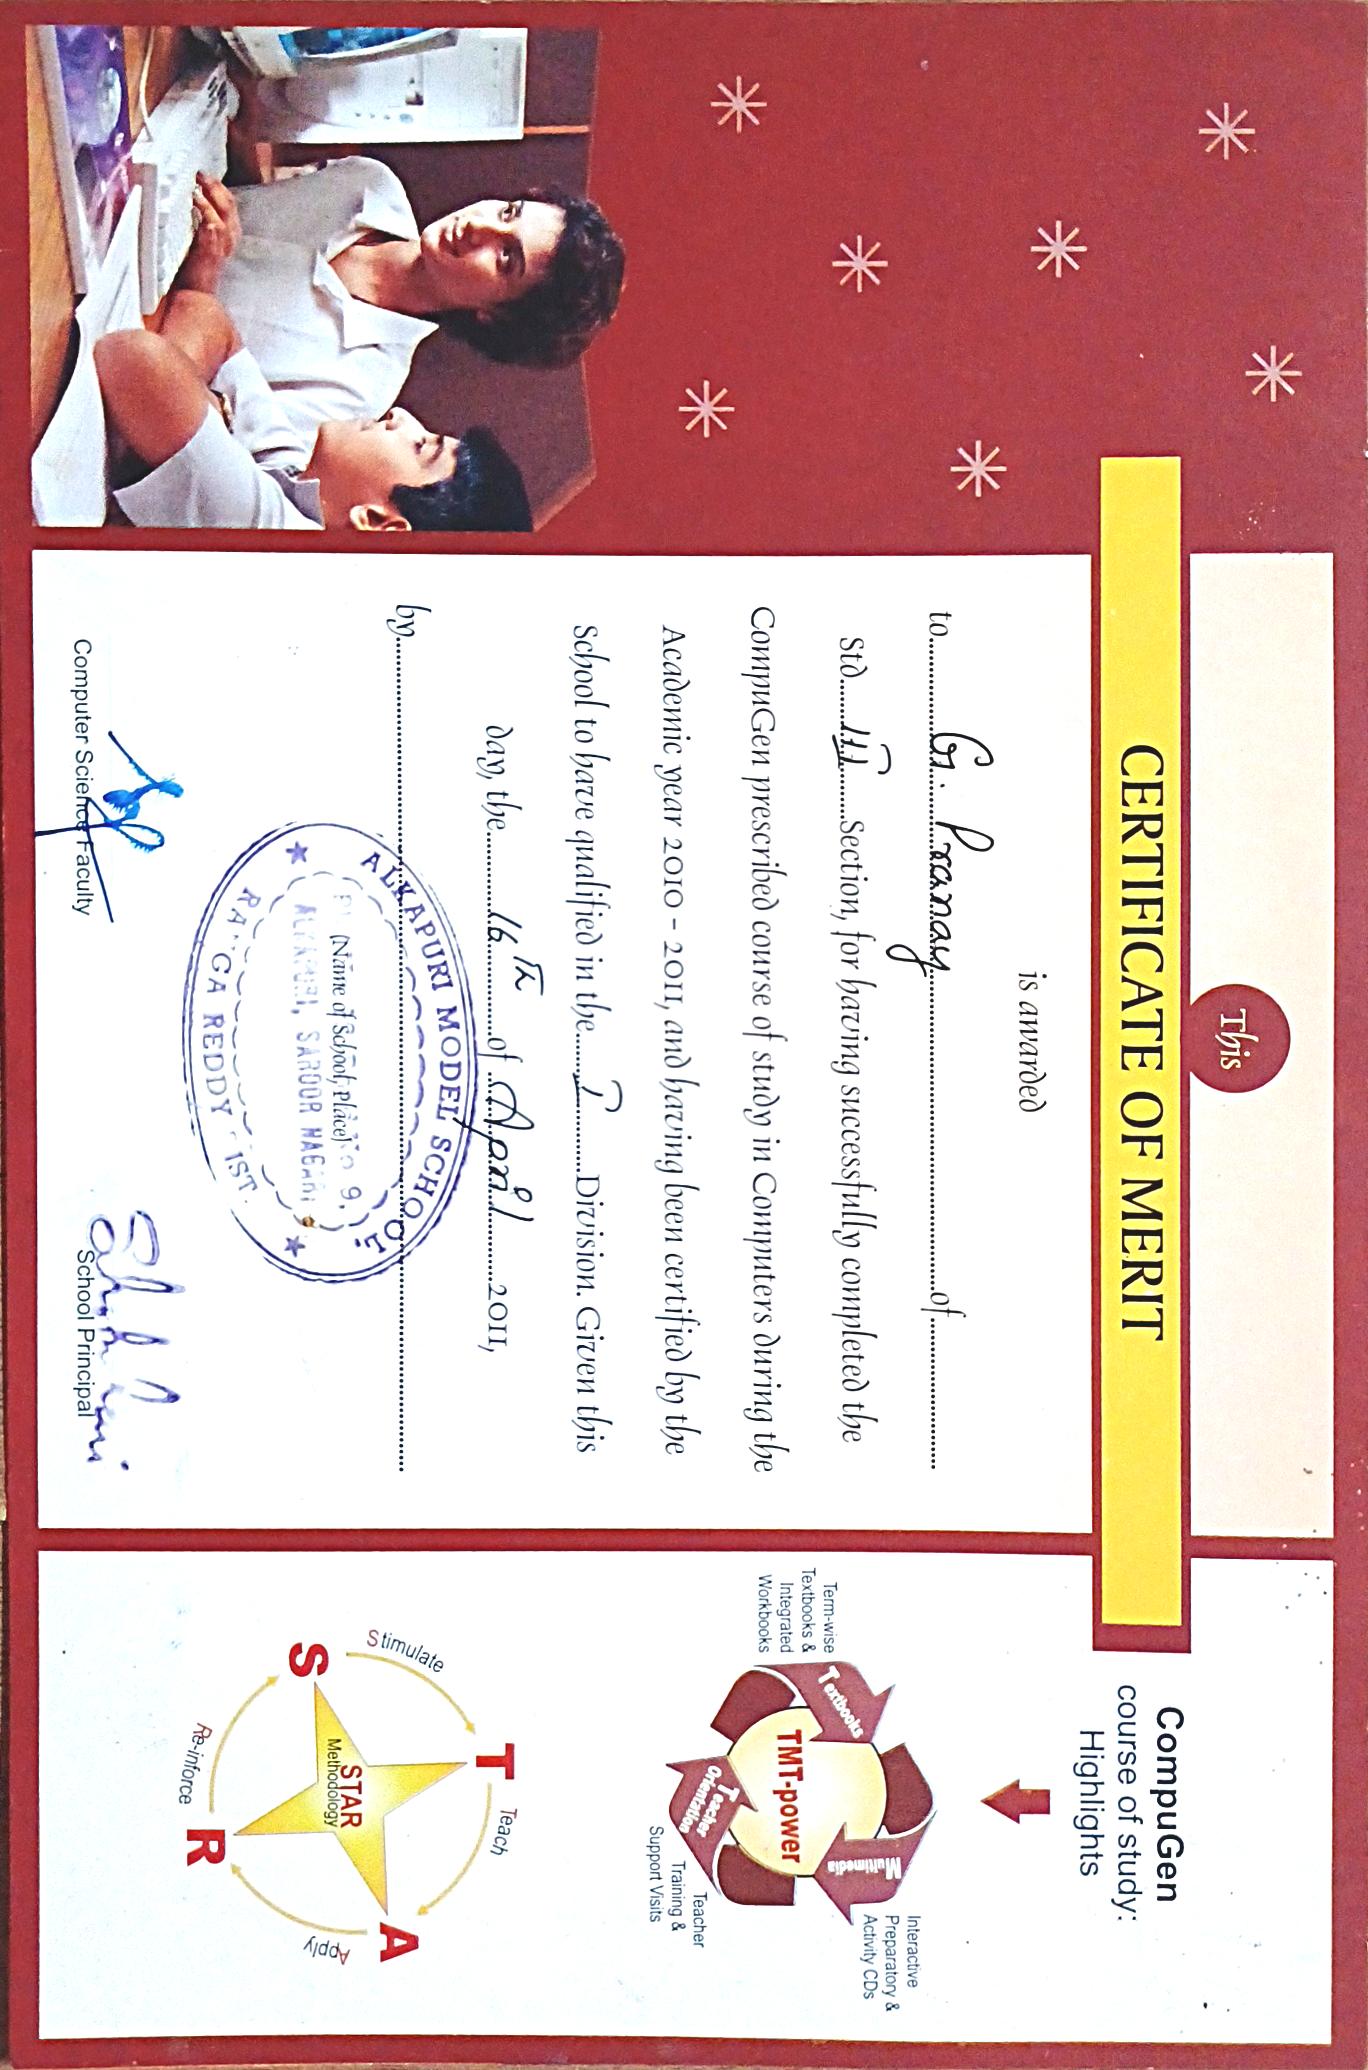 This
CERTIFICATE OF MERIT
is awarded
to G. Pranay of
Std. III Section, for having successfully completed the
CompuGen prescribed course of study in Computers during the
Academic year 2010 - 2011, and having been certified by the
School to have qualified in the I Division. Given this
day, the 16th of April 2011,
by
ALKAPURI MODEL SCHOOL
(Name of School, place) 9,
ALKAPURI, SAROOR NAGAR,
RANGA REDDY IST.
Computer Science Faculty
School Principal
CompuGen
course of study:
Highlights
Term-wise
Textbooks &
Integrated
Workbooks
Textbooks
TMT-power
Multimedia
Interactive
Preparatory &
Activity CDs
Teacher
Orientation
Teacher
Training &
Support Visits
S
Stimulate
T
Teach
A
Apply
R
Re-inforce
STAR
Methodology